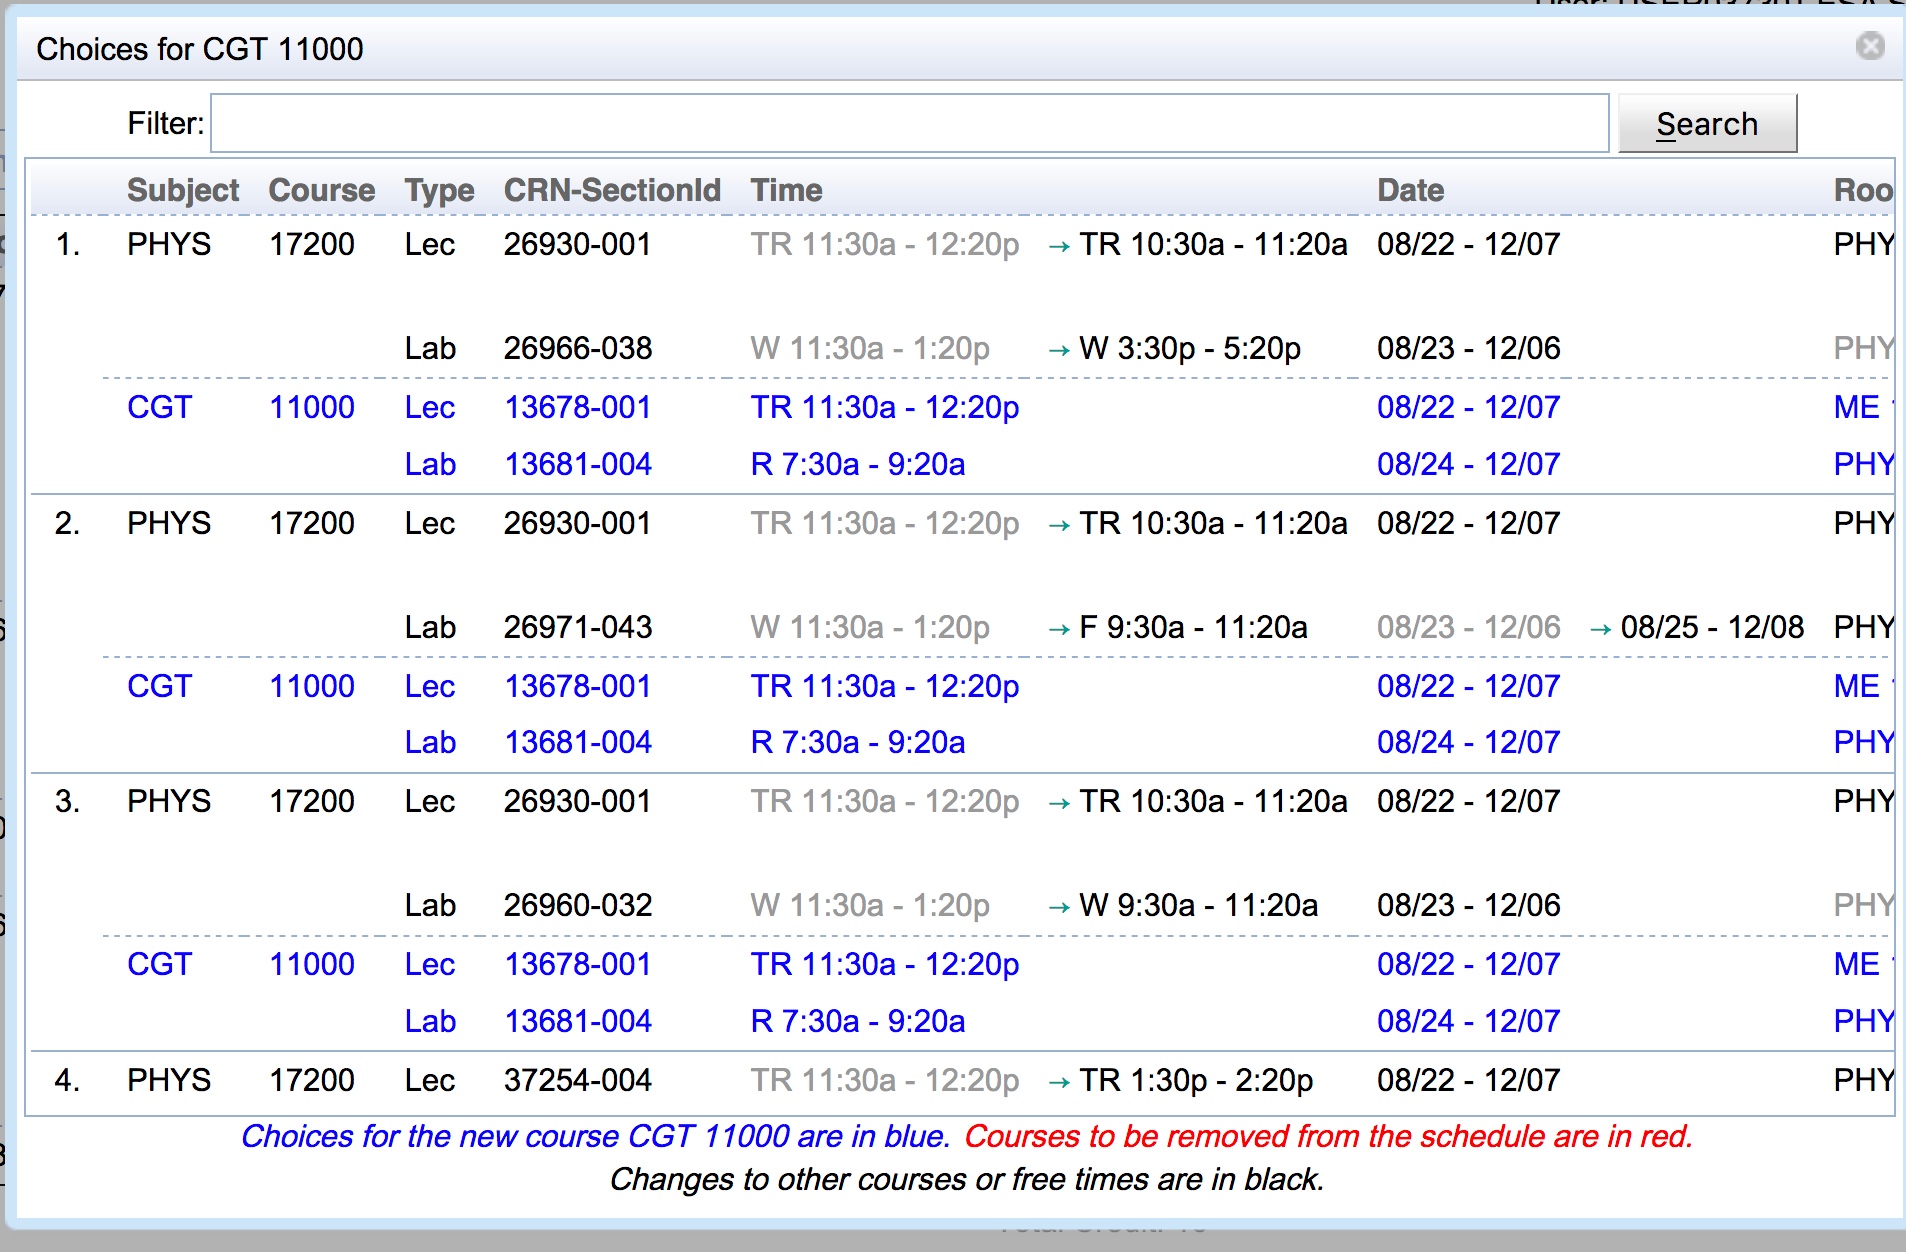 Choices for CGT 11000
Filter: Search
Subject Course Type CRN-SectionId Time Date Roo
1. PHYS 17200 Lec 26930-001 TR 11:30a - 12:20p → TR 10:30a - 11:20a 08/22 - 12/07 PHY
Lab 26966-038 W 11:30a - 1:20p → W 3:30p - 5:20p 08/23 - 12/06 PHY
CGT 11000 Lec 13678-001 TR 11:30a - 12:20p 08/22 - 12/07 ME
Lab 13681-004 R 7:30a - 9:20a 08/24 - 12/07 PHY
2. PHYS 17200 Lec 26930-001 TR 11:30a - 12:20p → TR 10:30a - 11:20a 08/22 - 12/07 PHY
Lab 26971-043 W 11:30a - 1:20p → F 9:30a - 11:20a 08/23 - 12/06 → 08/25 - 12/08 PHY
CGT 11000 Lec 13678-001 TR 11:30a - 12:20p 08/22 - 12/07 ME
Lab 13681-004 R 7:30a - 9:20a 08/24 - 12/07 PHY
3. PHYS 17200 Lec 26930-001 TR 11:30a - 12:20p → TR 10:30a - 11:20a 08/22 - 12/07 PHY
Lab 26960-032 W 11:30a - 1:20p → W 9:30a - 11:20a 08/23 - 12/06 PHY
CGT 11000 Lec 13678-001 TR 11:30a - 12:20p 08/22 - 12/07 ME
Lab 13681-004 R 7:30a - 9:20a 08/24 - 12/07 PHY
4. PHYS 17200 Lec 37254-004 TR 11:30a - 12:20p → TR 1:30p - 2:20p 08/22 - 12/07 PHY
Choices for the new course CGT 11000 are in blue. Courses to be removed from the schedule are in red.
Changes to other courses or free times are in black.